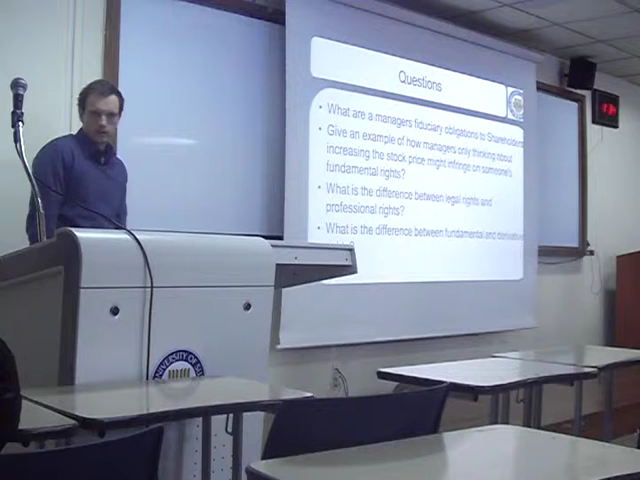 Questions
• What are a managers fiduciary obligations to Shareholders
• Give an example of how managers only thinking about
increasing the stock price might infringe on someone's
fundamental rights?
• What is the difference between legal rights and
professional rights?
• What is the difference between fundamental and
UNIVERSITY OF